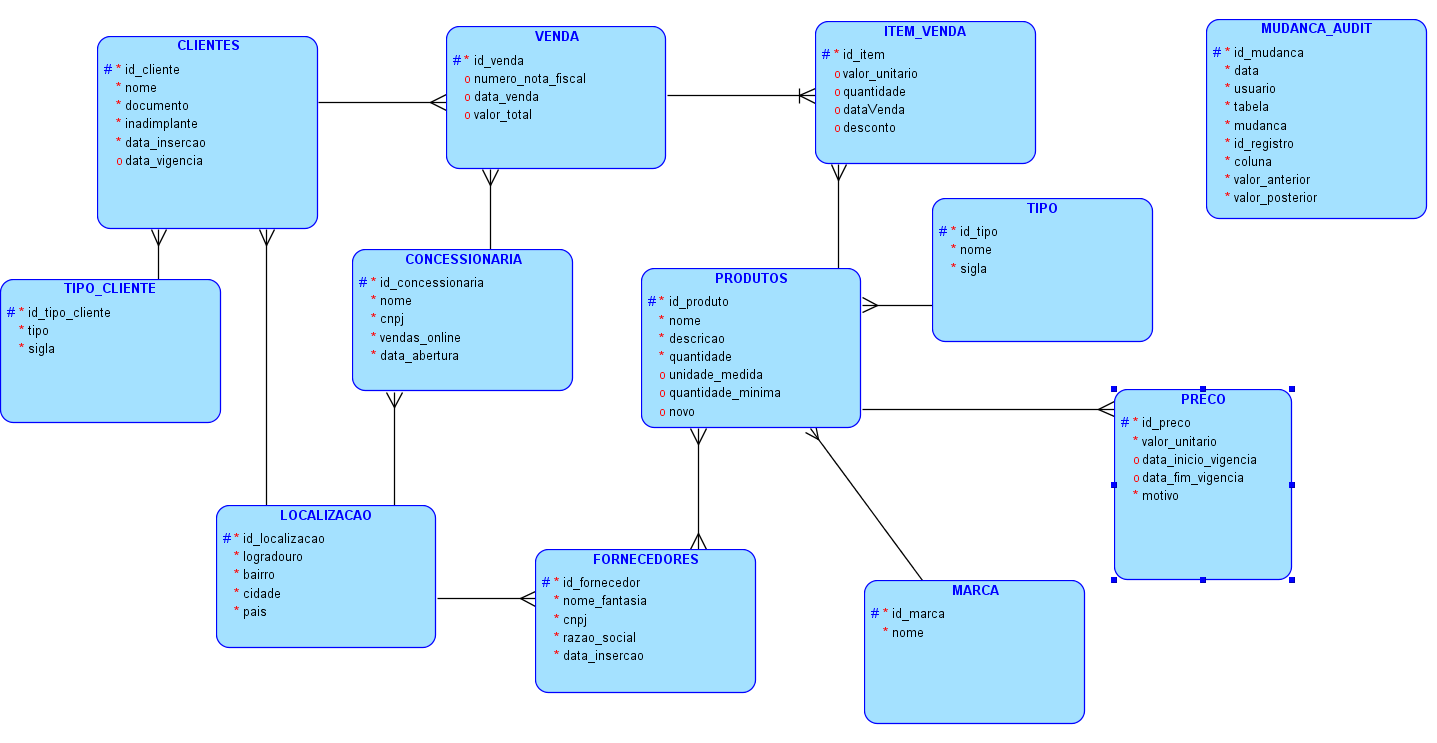 CLIENTES
# * id_cliente
* nome
* documento
* inadimplante
* data_insercao
o data_vigencia
VENDA
# * id_venda
o numero_nota_fiscal
o data_venda
o valor_total
ITEM_VENDA
# * id_item
o valor_unitario
o quantidade
o dataVenda
o desconto
MUDANCA_AUDIT
# * id_mudanca
* data
* usuario
* tabela
* mudanca
* id_registro
* coluna
* valor_anterior
* valor_posterior
TIPO_CLIENTE
# * id_tipo_cliente
* tipo
* sigla
CONCESSIONARIA
# * id_concessionaria
* nome
* cnpj
* vendas_online
* data_abertura
PRODUTOS
# * id_produto
* nome
* descricao
* quantidade
o unidade_medida
o quantidade_minima
o novo
TIPO
# * id_tipo
* nome
* sigla
PRECO
# * id_preco
* valor_unitario
o data_inicio_vigencia
o data_fim_vigencia
* motivo
LOCALIZACAO
# * id_localizacao
* logradouro
* bairro
* cidade
* pais
FORNECEDORES
# * id_fornecedor
* nome_fantasia
* cnpj
* razao_social
* data_insercao
MARCA
# * id_marca
* nome